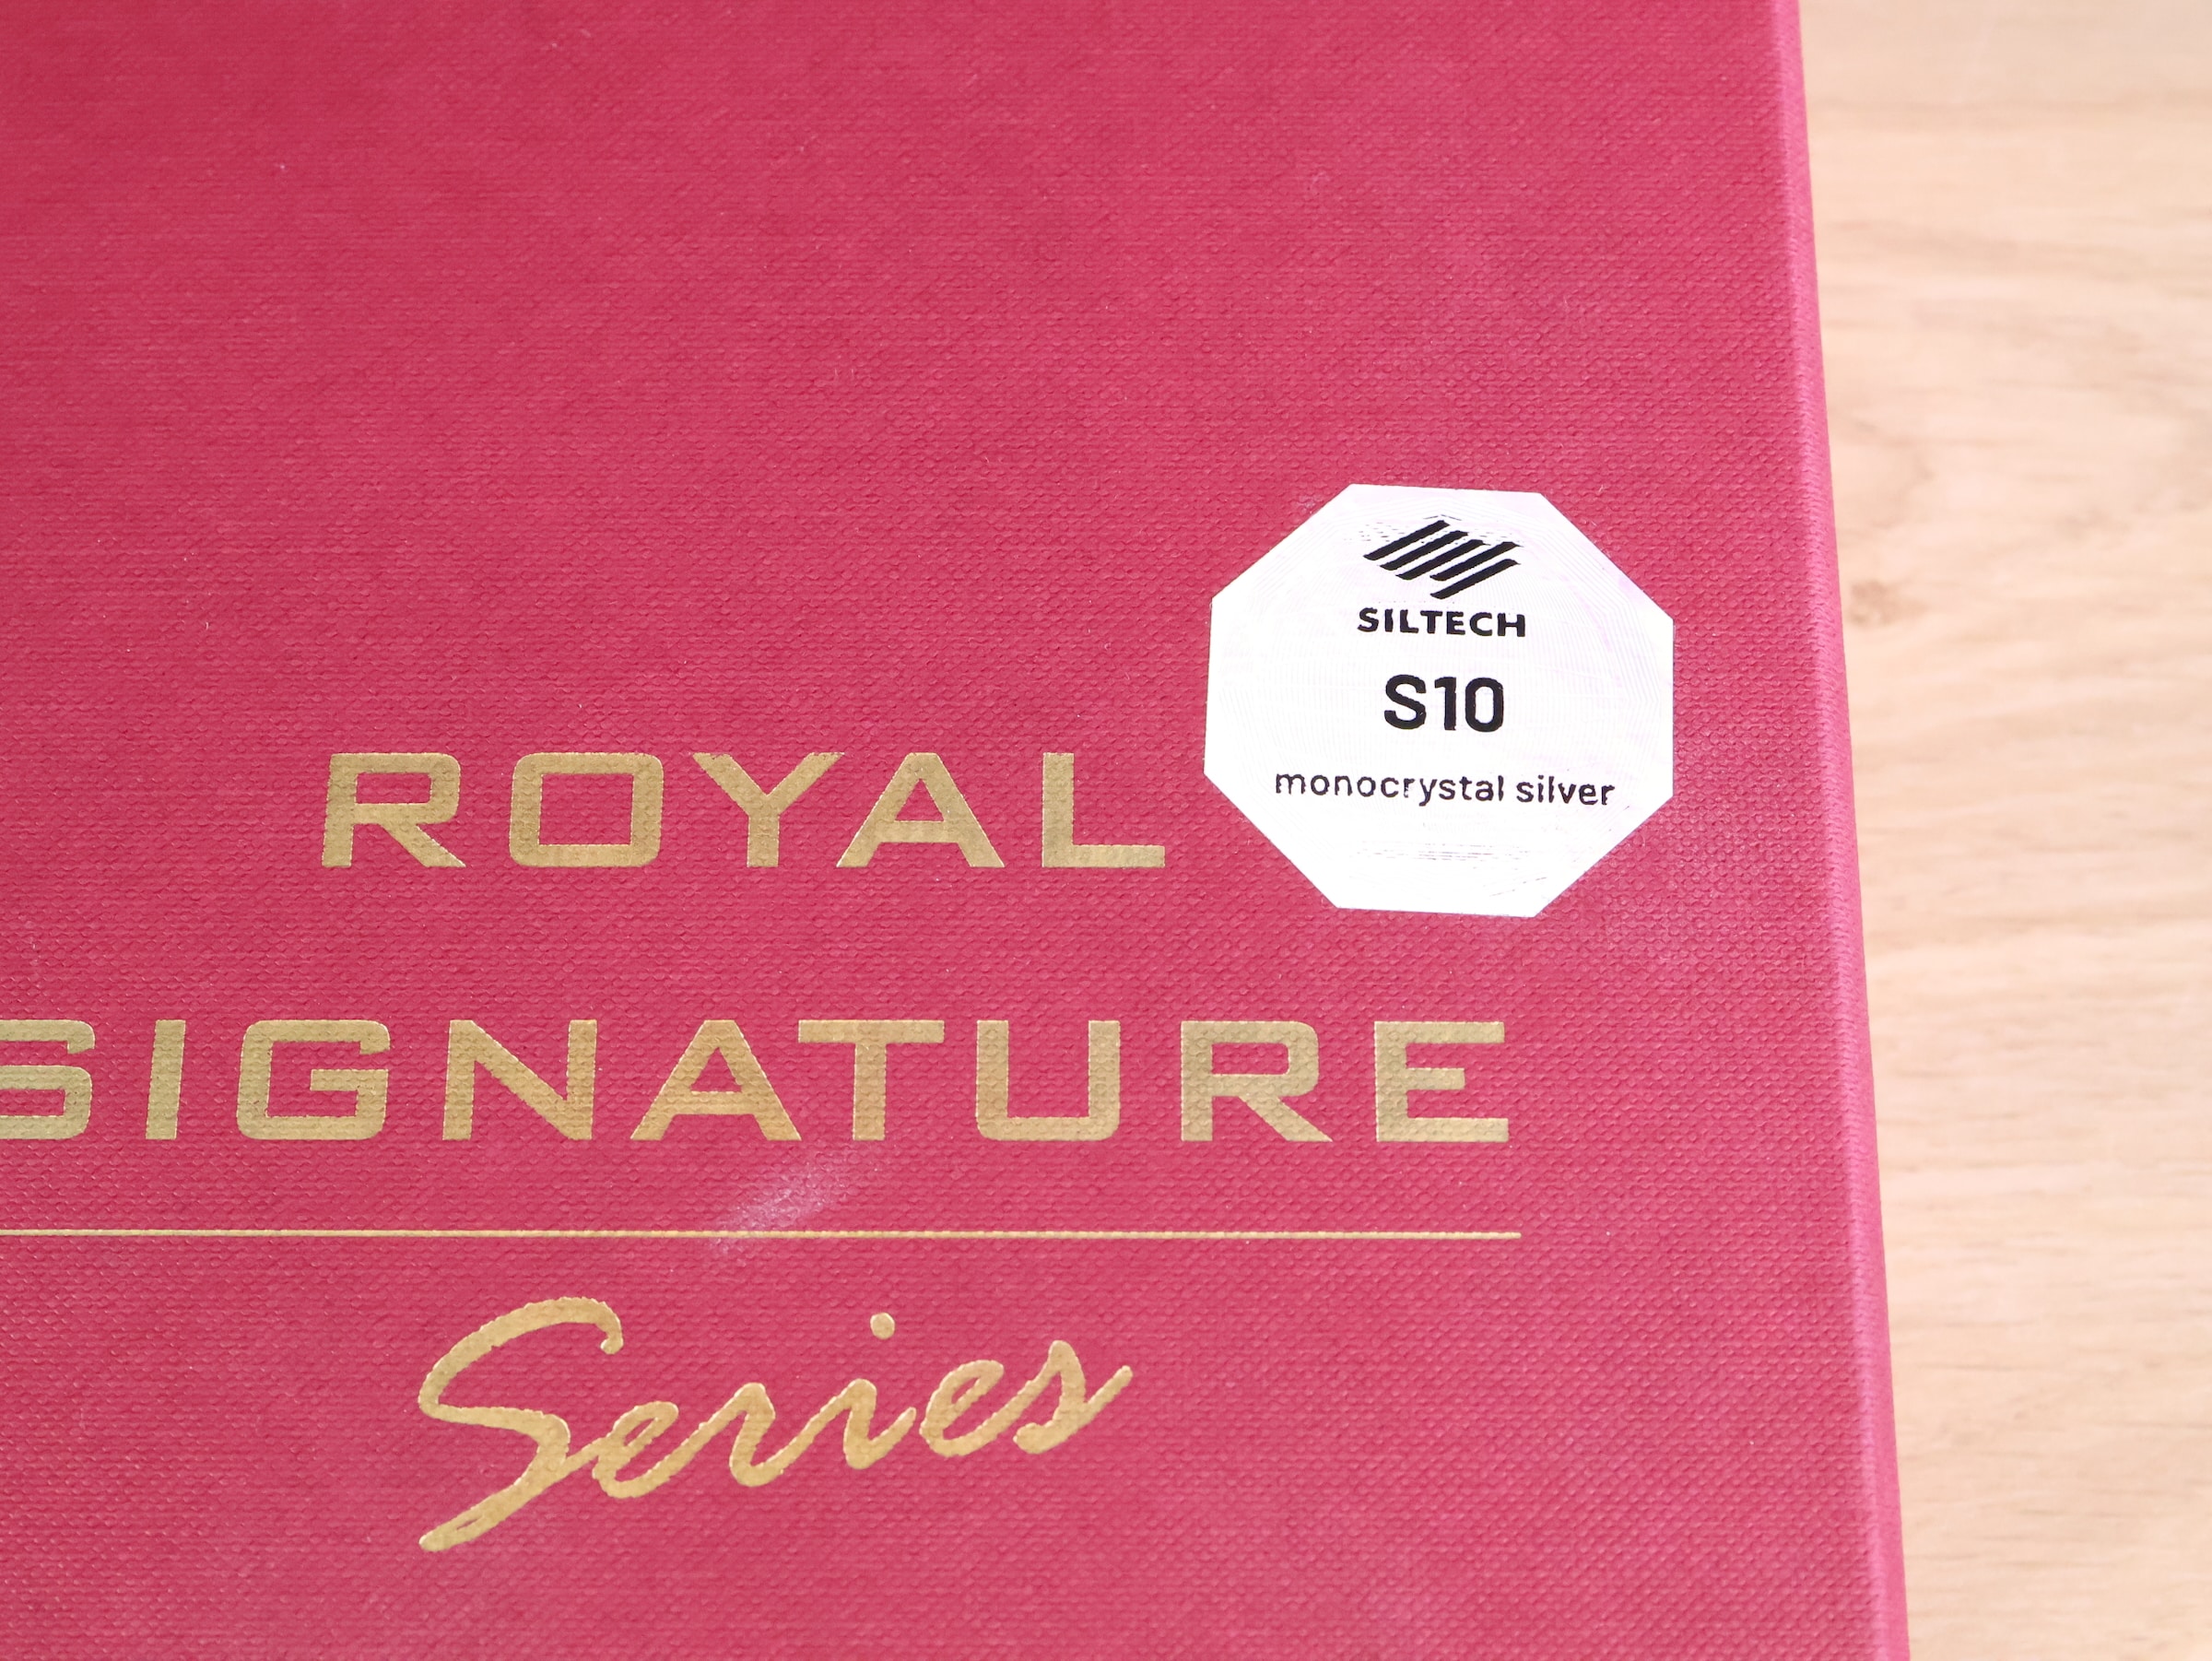 SILTECH
S10
monocrystal silver
ROYAL
SIGNATURE
Series